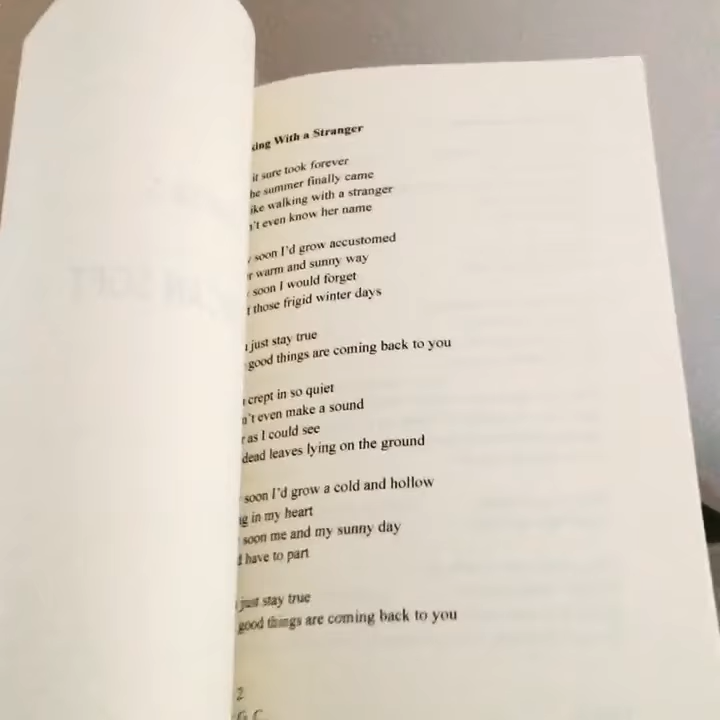 king With a Stranger
it sure took forever
he summer finally came
ike walking with a stranger
n't even know her name
soon I'd grow accustomed
r warm and sunny way
soon I would forget
t those frigid winter days
just stay true
good things are coming back to you
crept in so quiet
n't even make a sound
r as I could see
dead leaves lying on the ground
soon I'd grow a cold and hollow
ng in my heart
soon me and my sunny day
d have to part
just stay true
good things are coming back to you
2